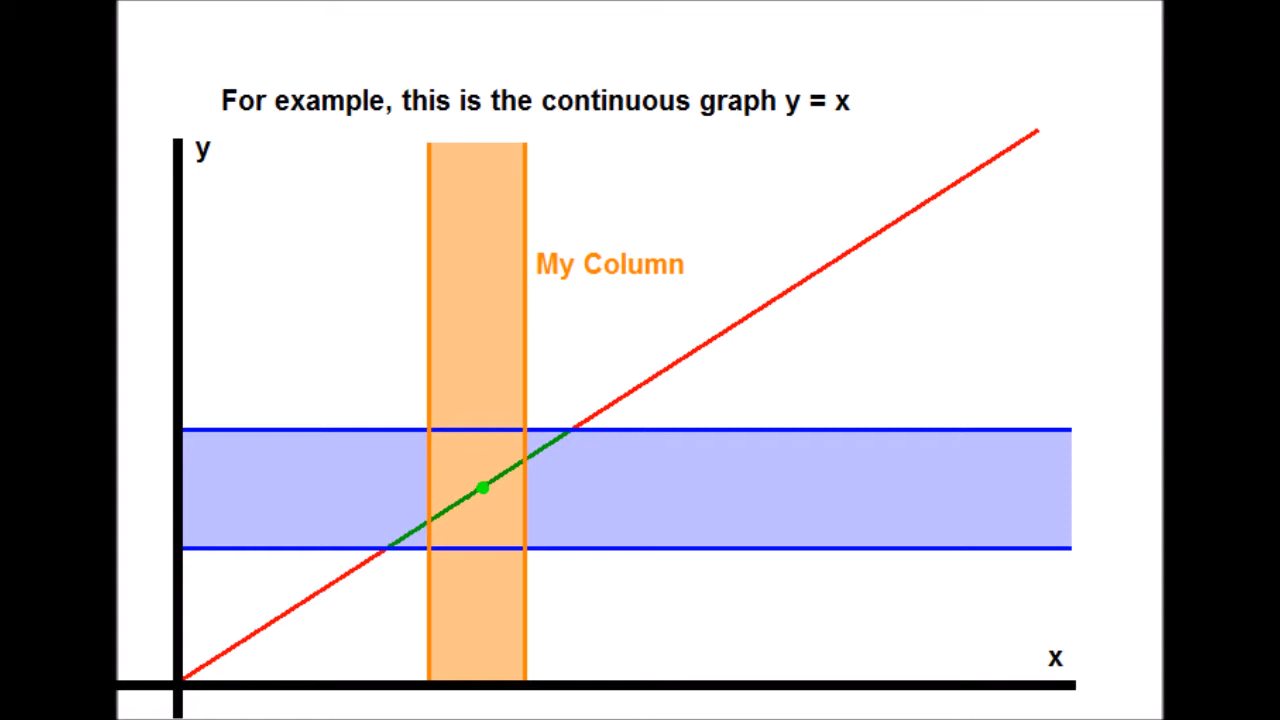 For example, this is the continuous graph y = x
y
My Column
x